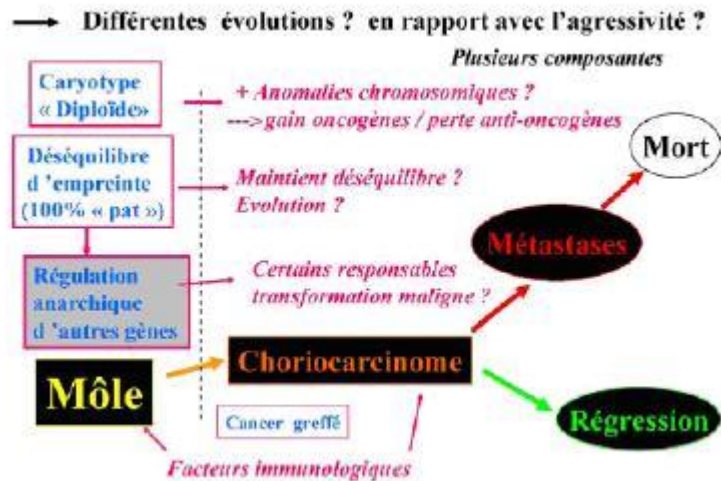 Différentes évolutions ? en rapport avec l'agressivité ?
Plusieurs composantes
Caryotype
« Diploïde»
+ Anomalies chromosomiques ?
--->gain oncogènes / perte anti-oncogènes
Déséquilibre
d 'empreinte
(100% « pat »)
Maintient déséquilibre ?
Evolution ?
Mort
Métastases
Régulation
anarchique
d 'autres gènes
Certains responsables
transformation maligne ?
Môle
Choriocarcinome
Cancer greffé
Régression
Facteurs immunologiques